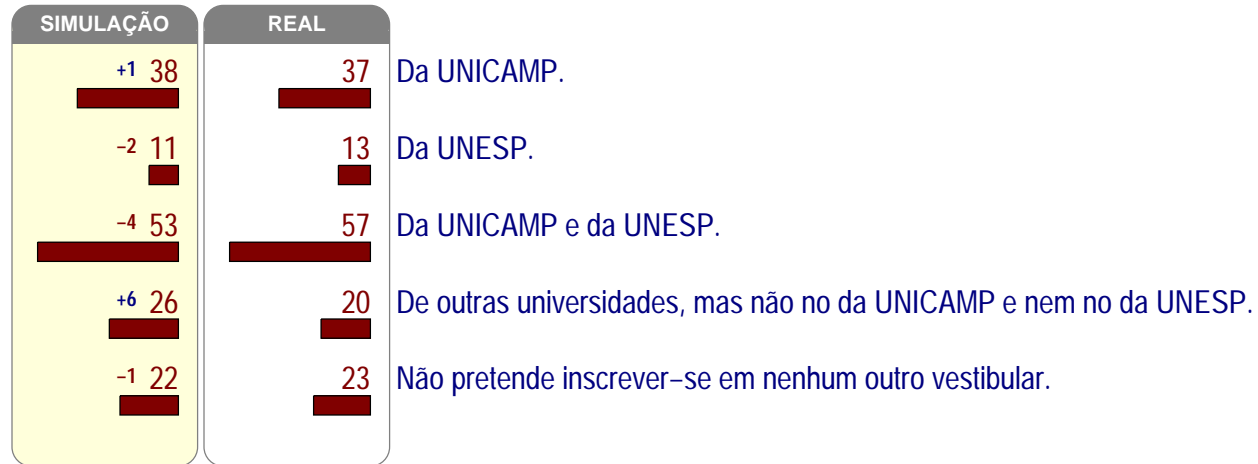 SIMULAÇÃO REAL
+1 38 37 Da UNICAMP.
−2 11 13 Da UNESP.
−4 53 57 Da UNICAMP e da UNESP.
+6 26 20 De outras universidades, mas não no da UNICAMP e nem no da UNESP.
−1 22 23 Não pretende inscrever−se em nenhum outro vestibular.